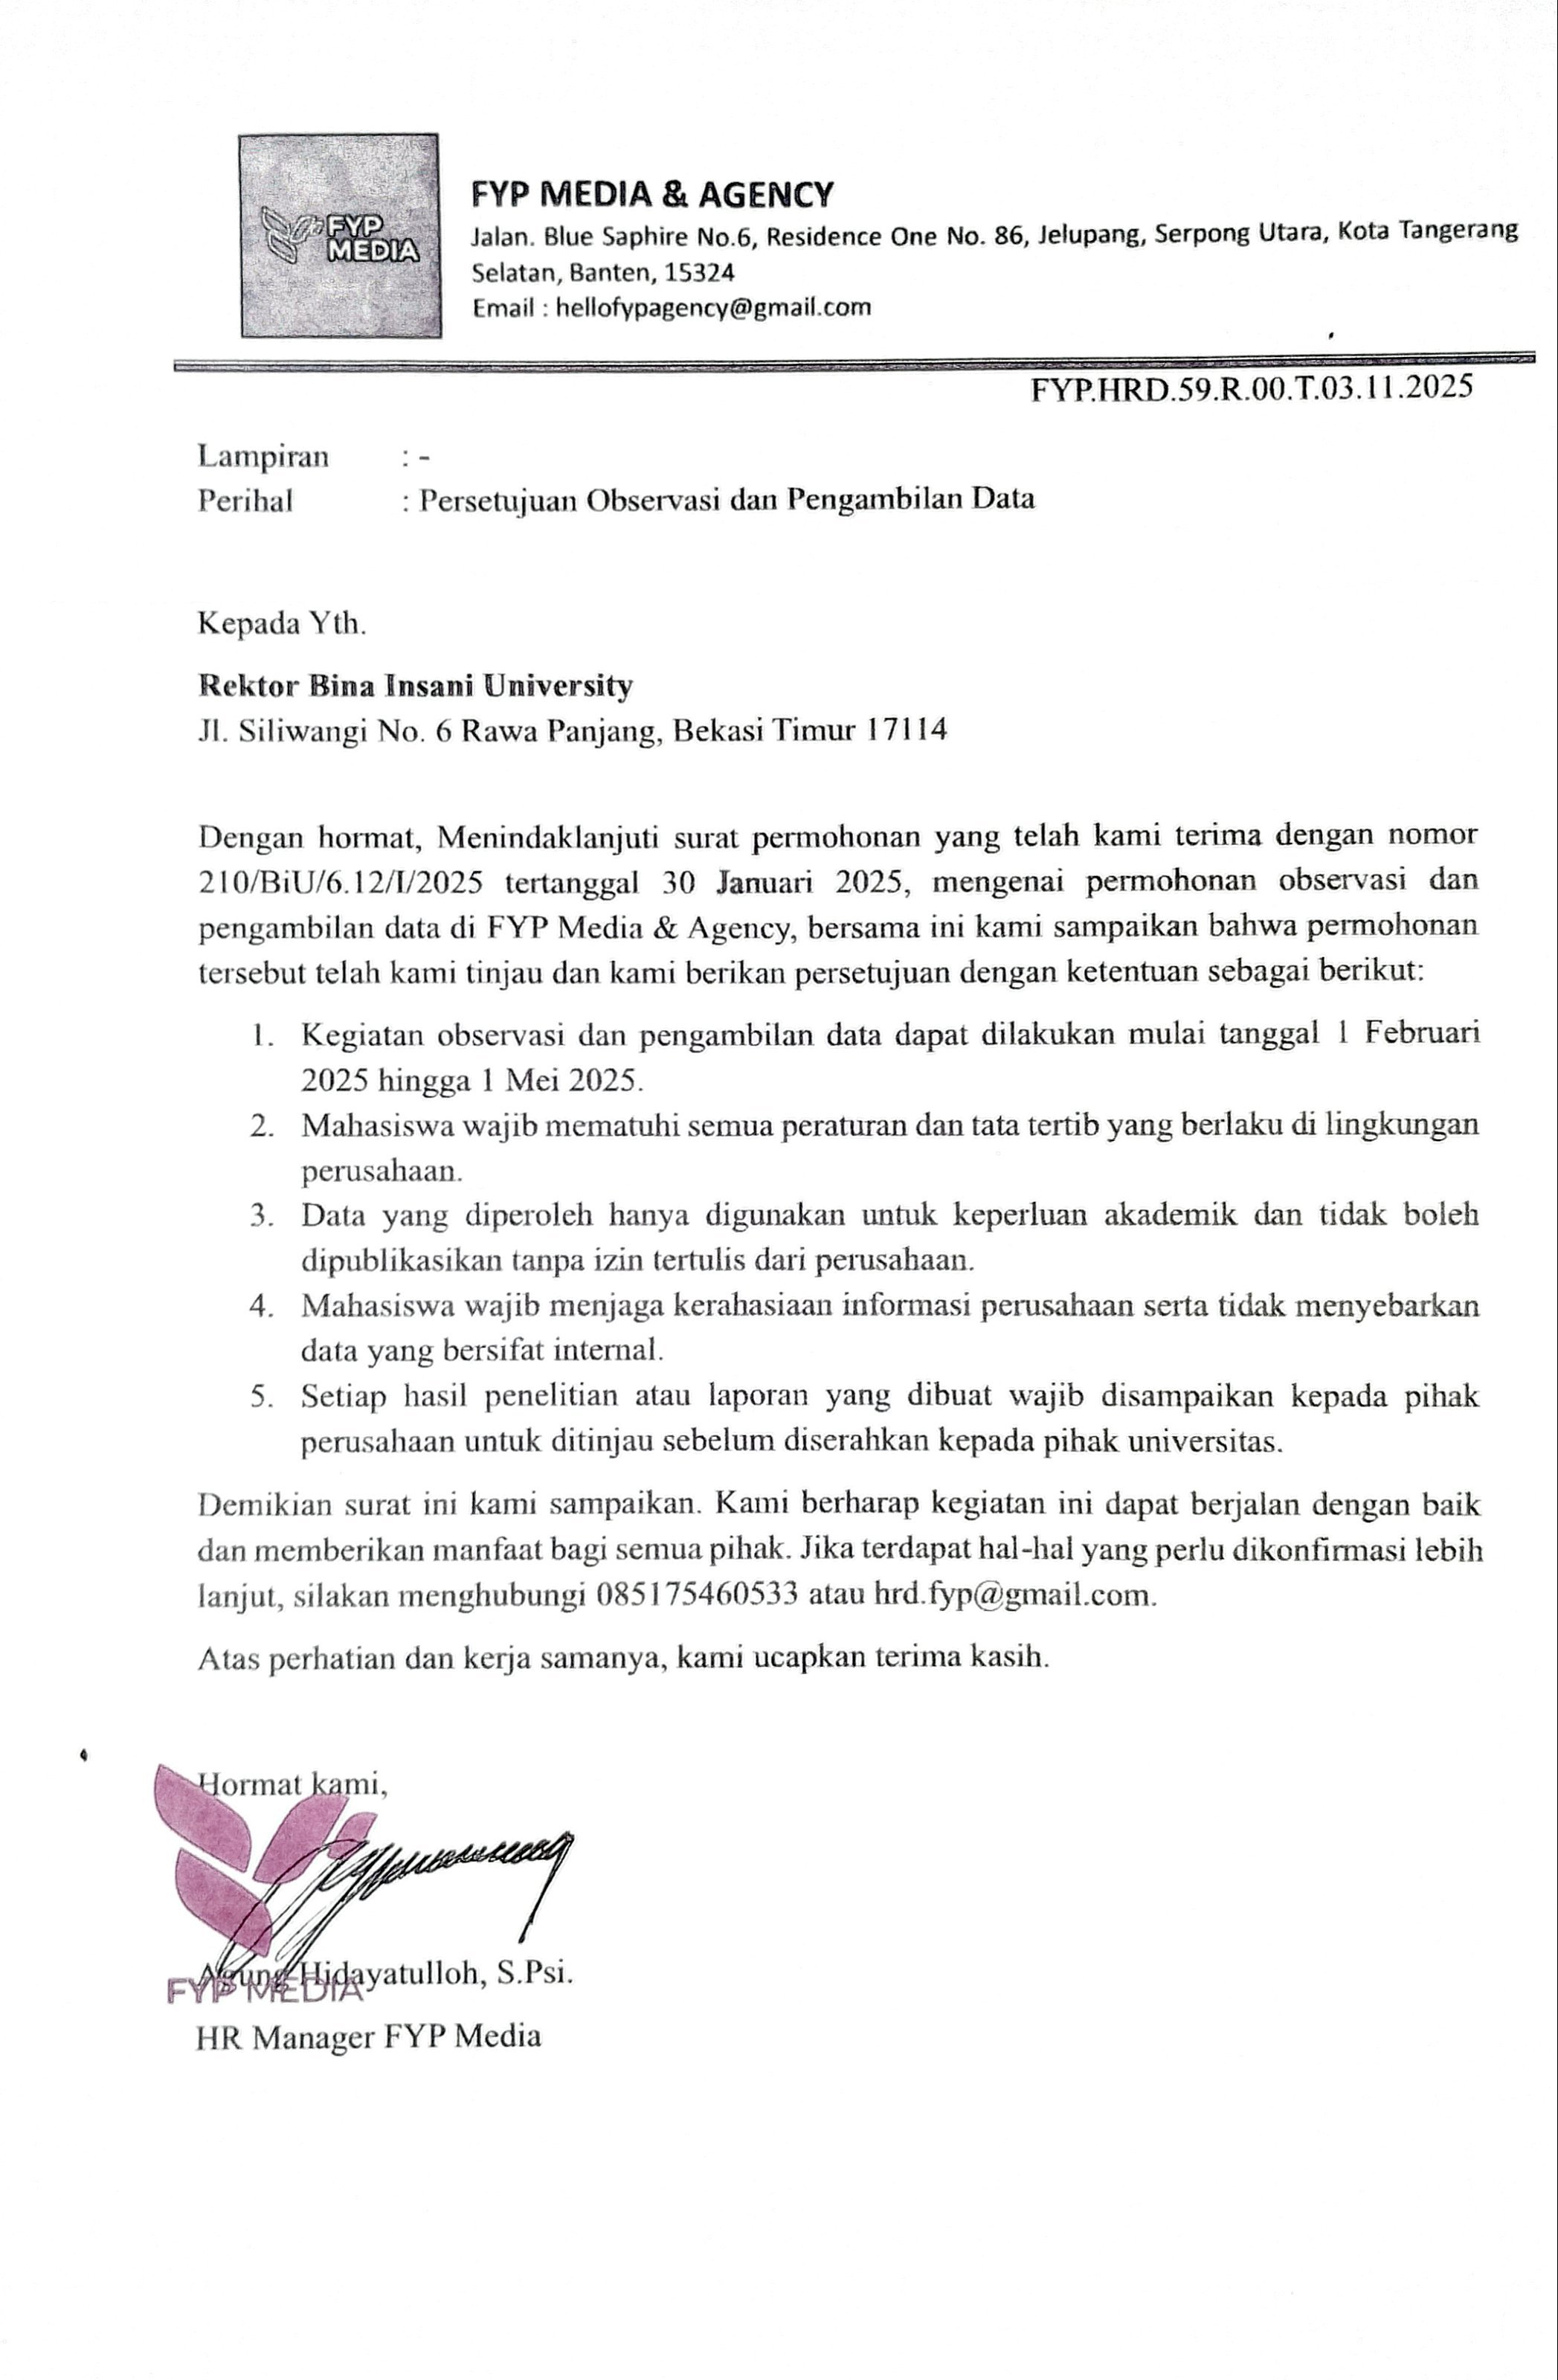 FYP
MEDIA
FYP MEDIA & AGENCY
Jalan. Blue Saphire No.6, Residence One No. 86, Jelupang, Serpong Utara, Kota Tangerang
Selatan, Banten, 15324
Email : hellofypagency@gmail.com
FYP.HRD.59.R.00.T.03.11.2025
Lampiran : -
Perihal : Persetujuan Observasi dan Pengambilan Data
Kepada Yth.
Rektor Bina Insani University
Jl. Siliwangi No. 6 Rawa Panjang, Bekasi Timur 17114
Dengan hormat, Menindaklanjuti surat permohonan yang telah kami terima dengan nomor
210/BiU/6.12/I/2025 tertanggal 30 Januari 2025, mengenai permohonan observasi dan
pengambilan data di FYP Media & Agency, bersama ini kami sampaikan bahwa permohonan
tersebut telah kami tinjau dan kami berikan persetujuan dengan ketentuan sebagai berikut:
1. Kegiatan observasi dan pengambilan data dapat dilakukan mulai tanggal 1 Februari
2025 hingga 1 Mei 2025.
2. Mahasiswa wajib mematuhi semua peraturan dan tata tertib yang berlaku di lingkungan
perusahaan.
3. Data yang diperoleh hanya digunakan untuk keperluan akademik dan tidak boleh
dipublikasikan tanpa izin tertulis dari perusahaan.
4. Mahasiswa wajib menjaga kerahasiaan informasi perusahaan serta tidak menyebarkan
data yang bersifat internal.
5. Setiap hasil penelitian atau laporan yang dibuat wajib disampaikan kepada pihak
perusahaan untuk ditinjau sebelum diserahkan kepada pihak universitas.
Demikian surat ini kami sampaikan. Kami berharap kegiatan ini dapat berjalan dengan baik
dan memberikan manfaat bagi semua pihak. Jika terdapat hal-hal yang perlu dikonfirmasi lebih
lanjut, silakan menghubungi 085175460533 atau hrd.fyp@gmail.com.
Atas perhatian dan kerja samanya, kami ucapkan terima kasih.
Hormat kami,
Agung Hidayatulloh, S.Psi.
FYP MEDIA
HR Manager FYP Media